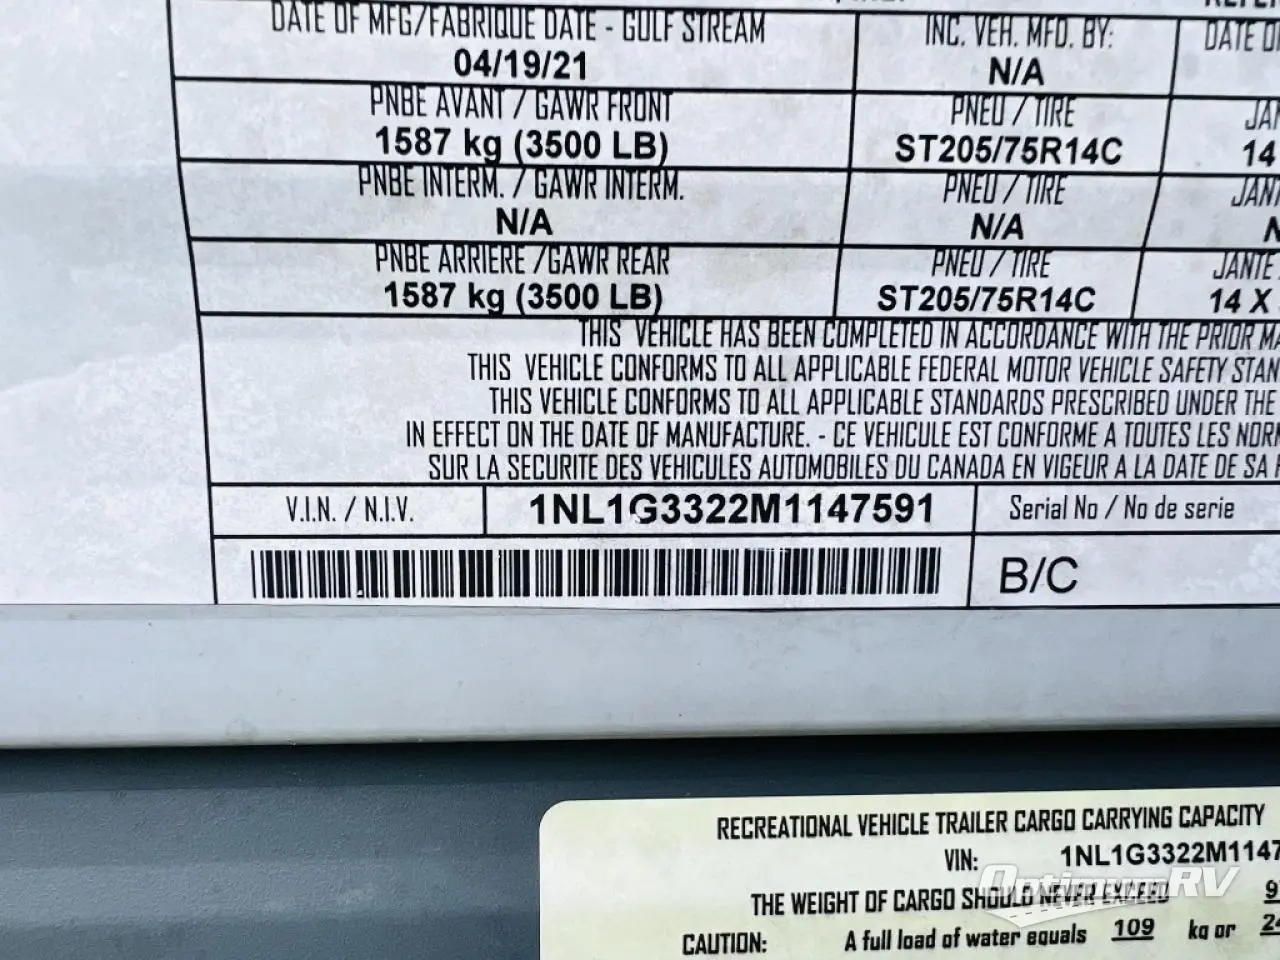 DATE OF MFG/FABRIQUE DATE - GULF STREAM
04/19/21
INC. VEH. MFD. BY:
N/A
DATE
PNBE AVANT / GAWR FRONT
1587 kg (3500 LB)
PNEU / TIRE
ST205/75R14C
14
PNBE INTERM. / GAWR INTERM.
N/A
PNEU / TIRE
N/A
PNBE ARRIERE /GAWR REAR
1587 kg (3500 LB)
PNEU / TIRE
ST205/75R14C
JANTE
14 X
THIS VEHICLE HAS BEEN COMPLETED IN ACCORDANCE WITH THE PRIOR
THIS VEHICLE CONFORMS TO ALL APPLICABLE FEDERAL MOTOR VEHICLE SAFETY STAN
THIS VEHICLE CONFORMS TO ALL APPLICABLE STANDARDS PRESCRIBED UNDER THE
IN EFFECT ON THE DATE OF MANUFACTURE. - CE VEHICULE EST CONFORME A TOUTES LES NOR
SUR LA SECURITE DES VEHICULES AUTOMOBILES DU CANADA EN VIGEUR A LA DATE DE SA
V.I.N. / N.I.V.
1NL1G3322M1147591
Serial No / No de serie
B/C
RECREATIONAL VEHICLE TRAILER CARGO CARRYING CAPACITY
VIN: 1NL1G3322M1147
THE WEIGHT OF CARGO SHOULD NEVER EXCEED
CAUTION: A full load of water equals 109 kg or
OptimumRV